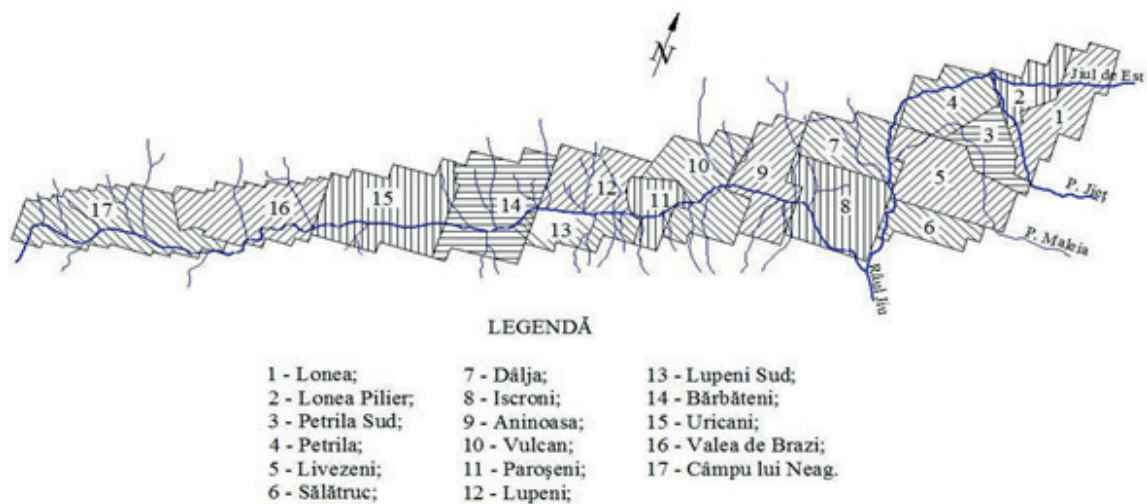 N
Jiul de Est
4
2
1
3
7
5
10
9
12
11
8
6
15
14
13
16
17
P. Jieț
P. Maleia
Râul Jiu
LEGENDĂ
1 - Lonea;
2 - Lonea Pilier;
3 - Petrila Sud;
4 - Petrila;
5 - Livezeni;
6 - Sălătruc;
7 - Dâlja;
8 - Iscroni;
9 - Aninoasa;
10 - Vulcan;
11 - Paroșeni;
12 - Lupeni;
13 - Lupeni Sud;
14 - Bărbăteni;
15 - Uricani;
16 - Valea de Brazi;
17 - Câmpu lui Neag.